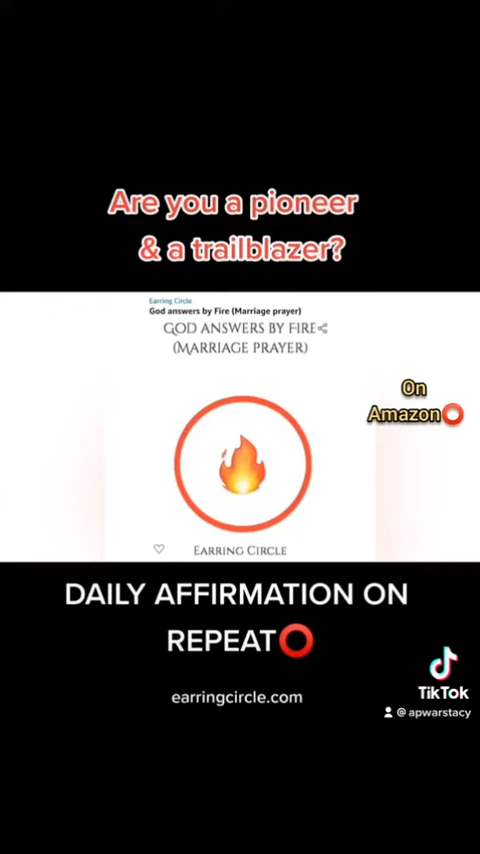 Are you a pioneer
& a trailblazer?
Earring Circle
God answers by Fire (Marriage prayer)
God answers by Fire
(Marriage prayer)
On
Amazon⭕
Earring Circle
DAILY AFFIRMATION ON
REPEAT⭕
earringcircle.com
TikTok
@apwarstacy